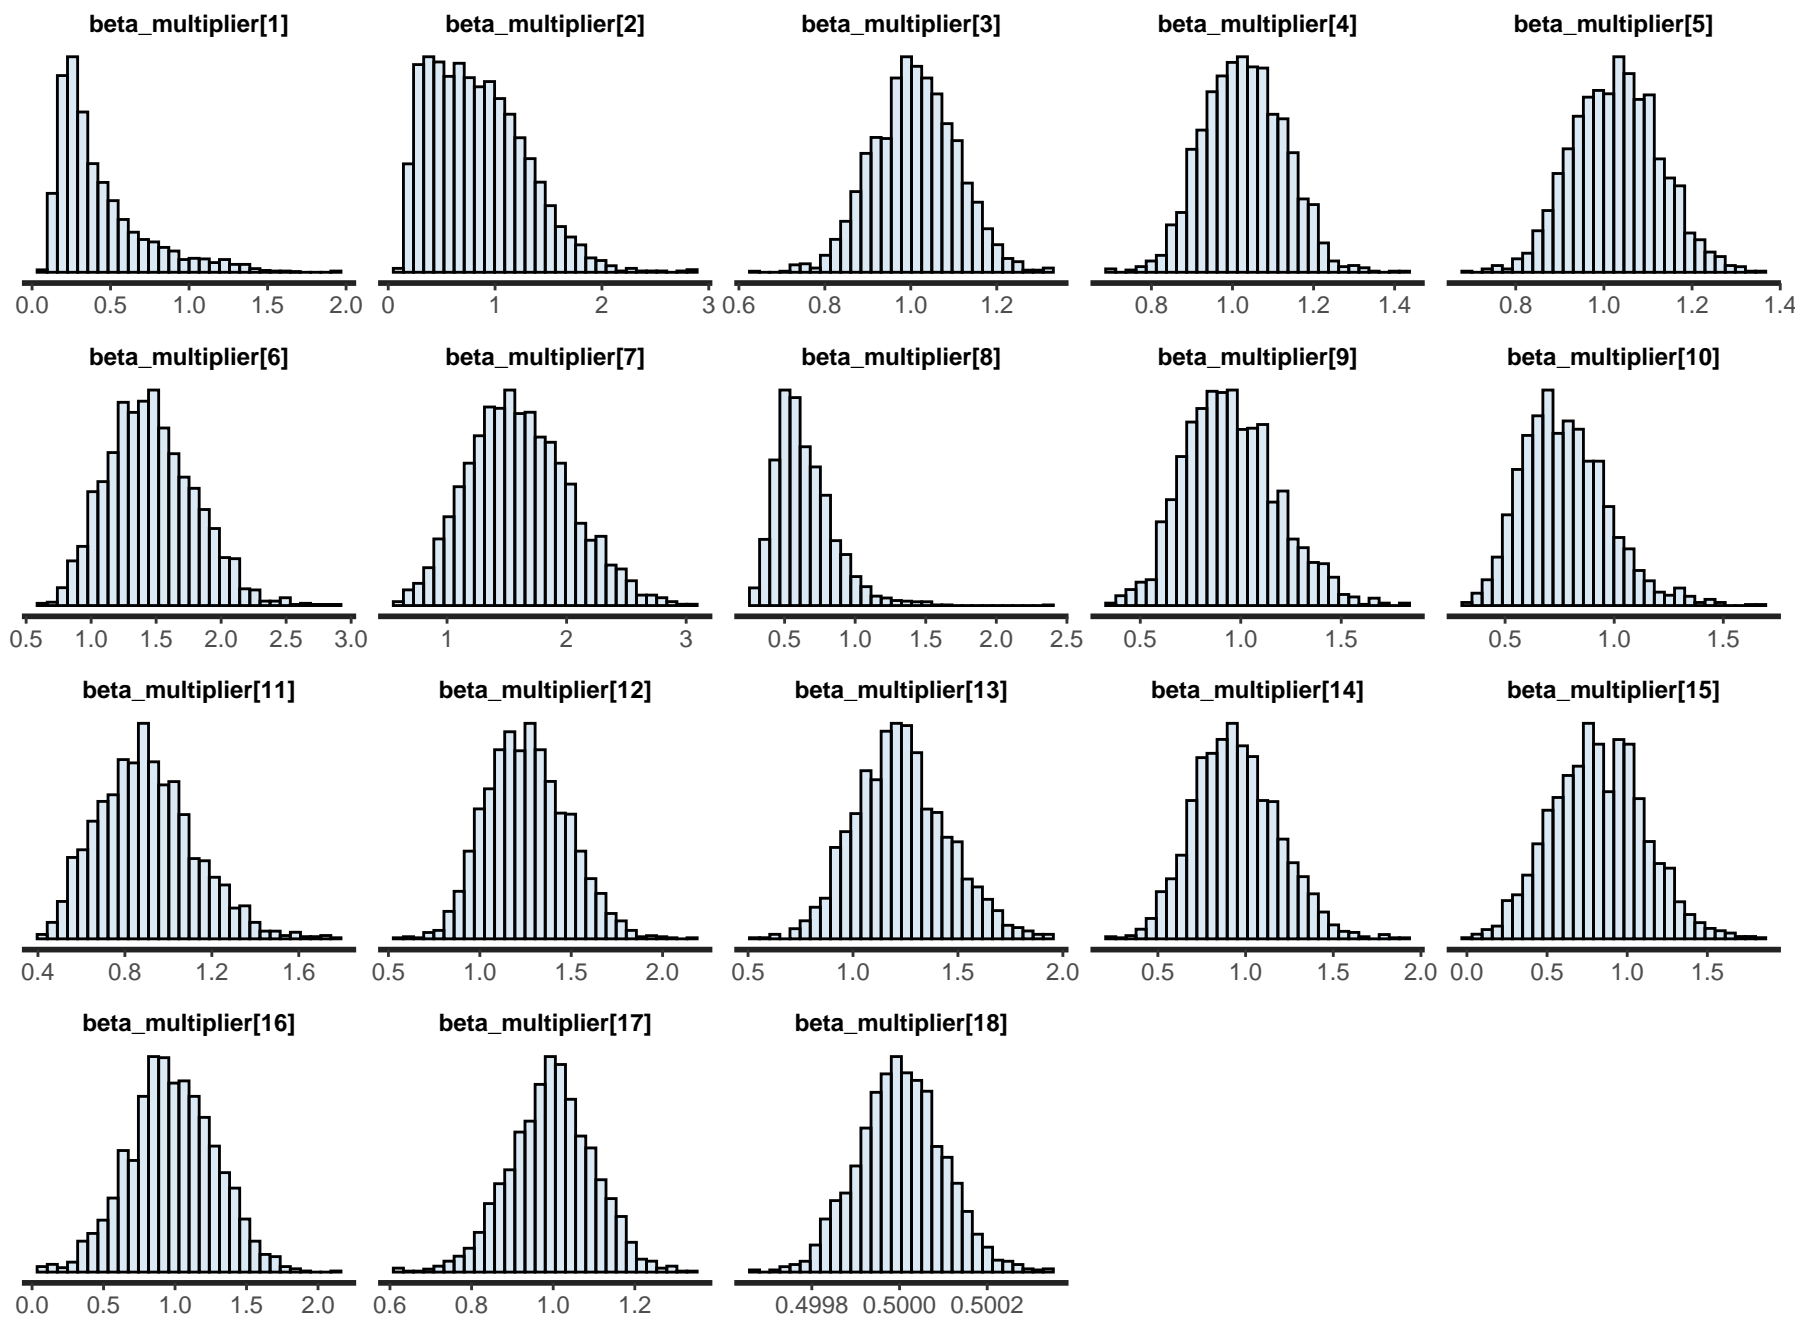 beta_multiplier[1] beta_multiplier[2] beta_multiplier[3] beta_multiplier[4] beta_multiplier[5]
0.0 0.5 1.0 1.5 2.0 0 1 2 3 0.6 0.8 1.0 1.2 0.8 1.0 1.2 1.4 0.8 1.0 1.2 1.4
beta_multiplier[6] beta_multiplier[7] beta_multiplier[8] beta_multiplier[9] beta_multiplier[10]
0.5 1.0 1.5 2.0 2.5 3.0 1 2 3 0.5 1.0 1.5 2.0 2.5 0.5 1.0 1.5 0.5 1.0 1.5
beta_multiplier[11] beta_multiplier[12] beta_multiplier[13] beta_multiplier[14] beta_multiplier[15]
0.4 0.8 1.2 1.6 0.5 1.0 1.5 2.0 0.5 1.0 1.5 2.0 0.5 1.0 1.5 2.0 0.0 0.5 1.0 1.5
beta_multiplier[16] beta_multiplier[17] beta_multiplier[18]
0.0 0.5 1.0 1.5 2.0 0.6 0.8 1.0 1.2 0.4998 0.5000 0.5002